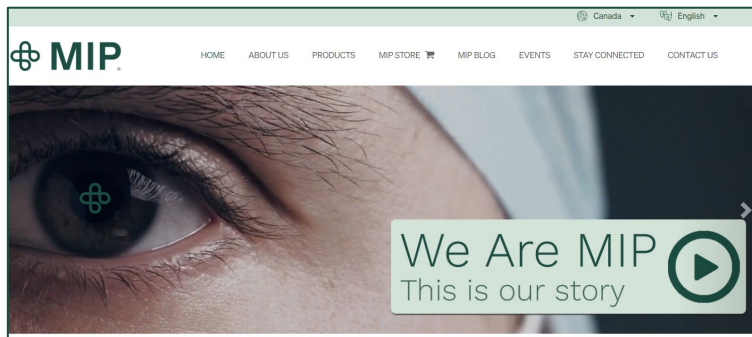 Canada English
MIP
HOME ABOUT US PRODUCTS MIP STORE MIP BLOG EVENTS STAY CONNECTED CONTACT US
We Are MIP
This is our story